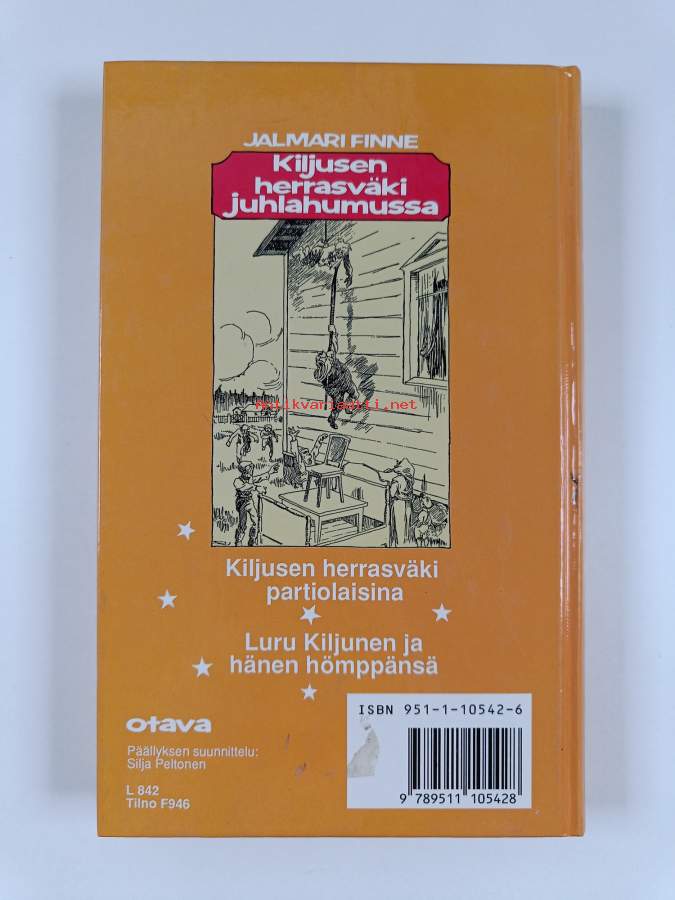 JALMARI FINNE
Kiljusen
herrasväki
juhlahumussa
antikvariaatti.net
Kiljusen herrasväki
partiolaisina
Luru Kiljunen ja
hänen hömppänsä
ISBN 951-1-10542-6
otava
Päällyksen suunnittelu:
Silja Peltonen
L 842
Tilno F946
9 789511 105428